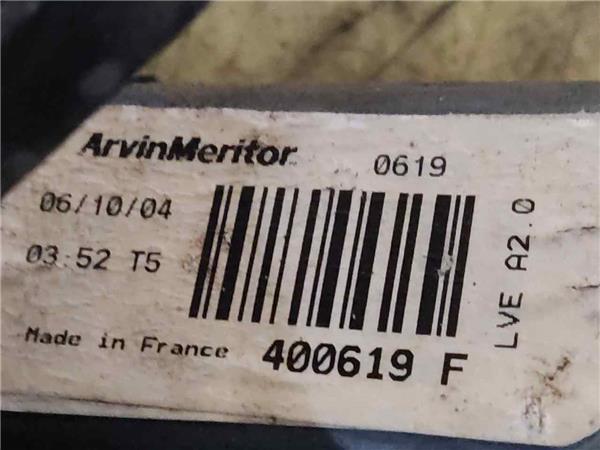 ArvinMeritor 0619
06/10/04
03:52 T5
LVE A2.0
Made in France 400619 F